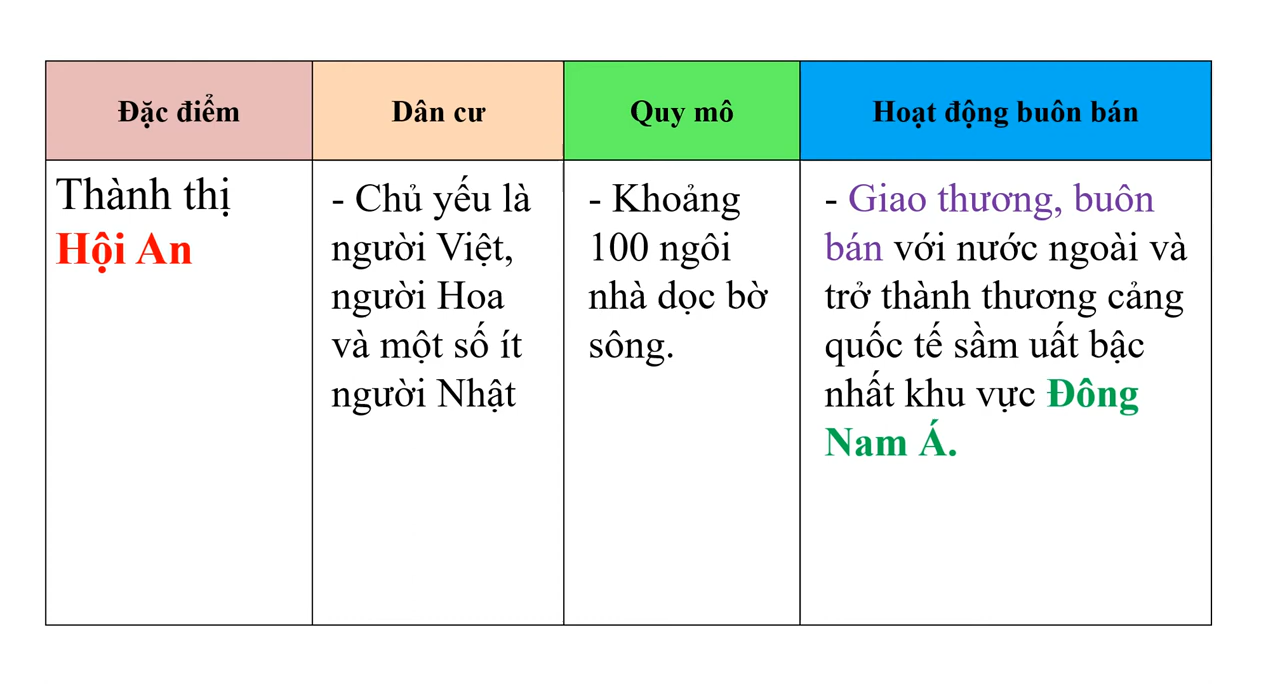 Đặc điểm
Dân cư
Quy mô
Hoạt động buôn bán
Thành thị
Hội An
- Chủ yếu là
người Việt,
người Hoa
và một số ít
người Nhật
- Khoảng
100 ngôi
nhà dọc bờ
sông.
- Giao thương, buôn
bán với nước ngoài và
trở thành thương cảng
quốc tế sầm uất bậc
nhất khu vực Đông
Nam Á.